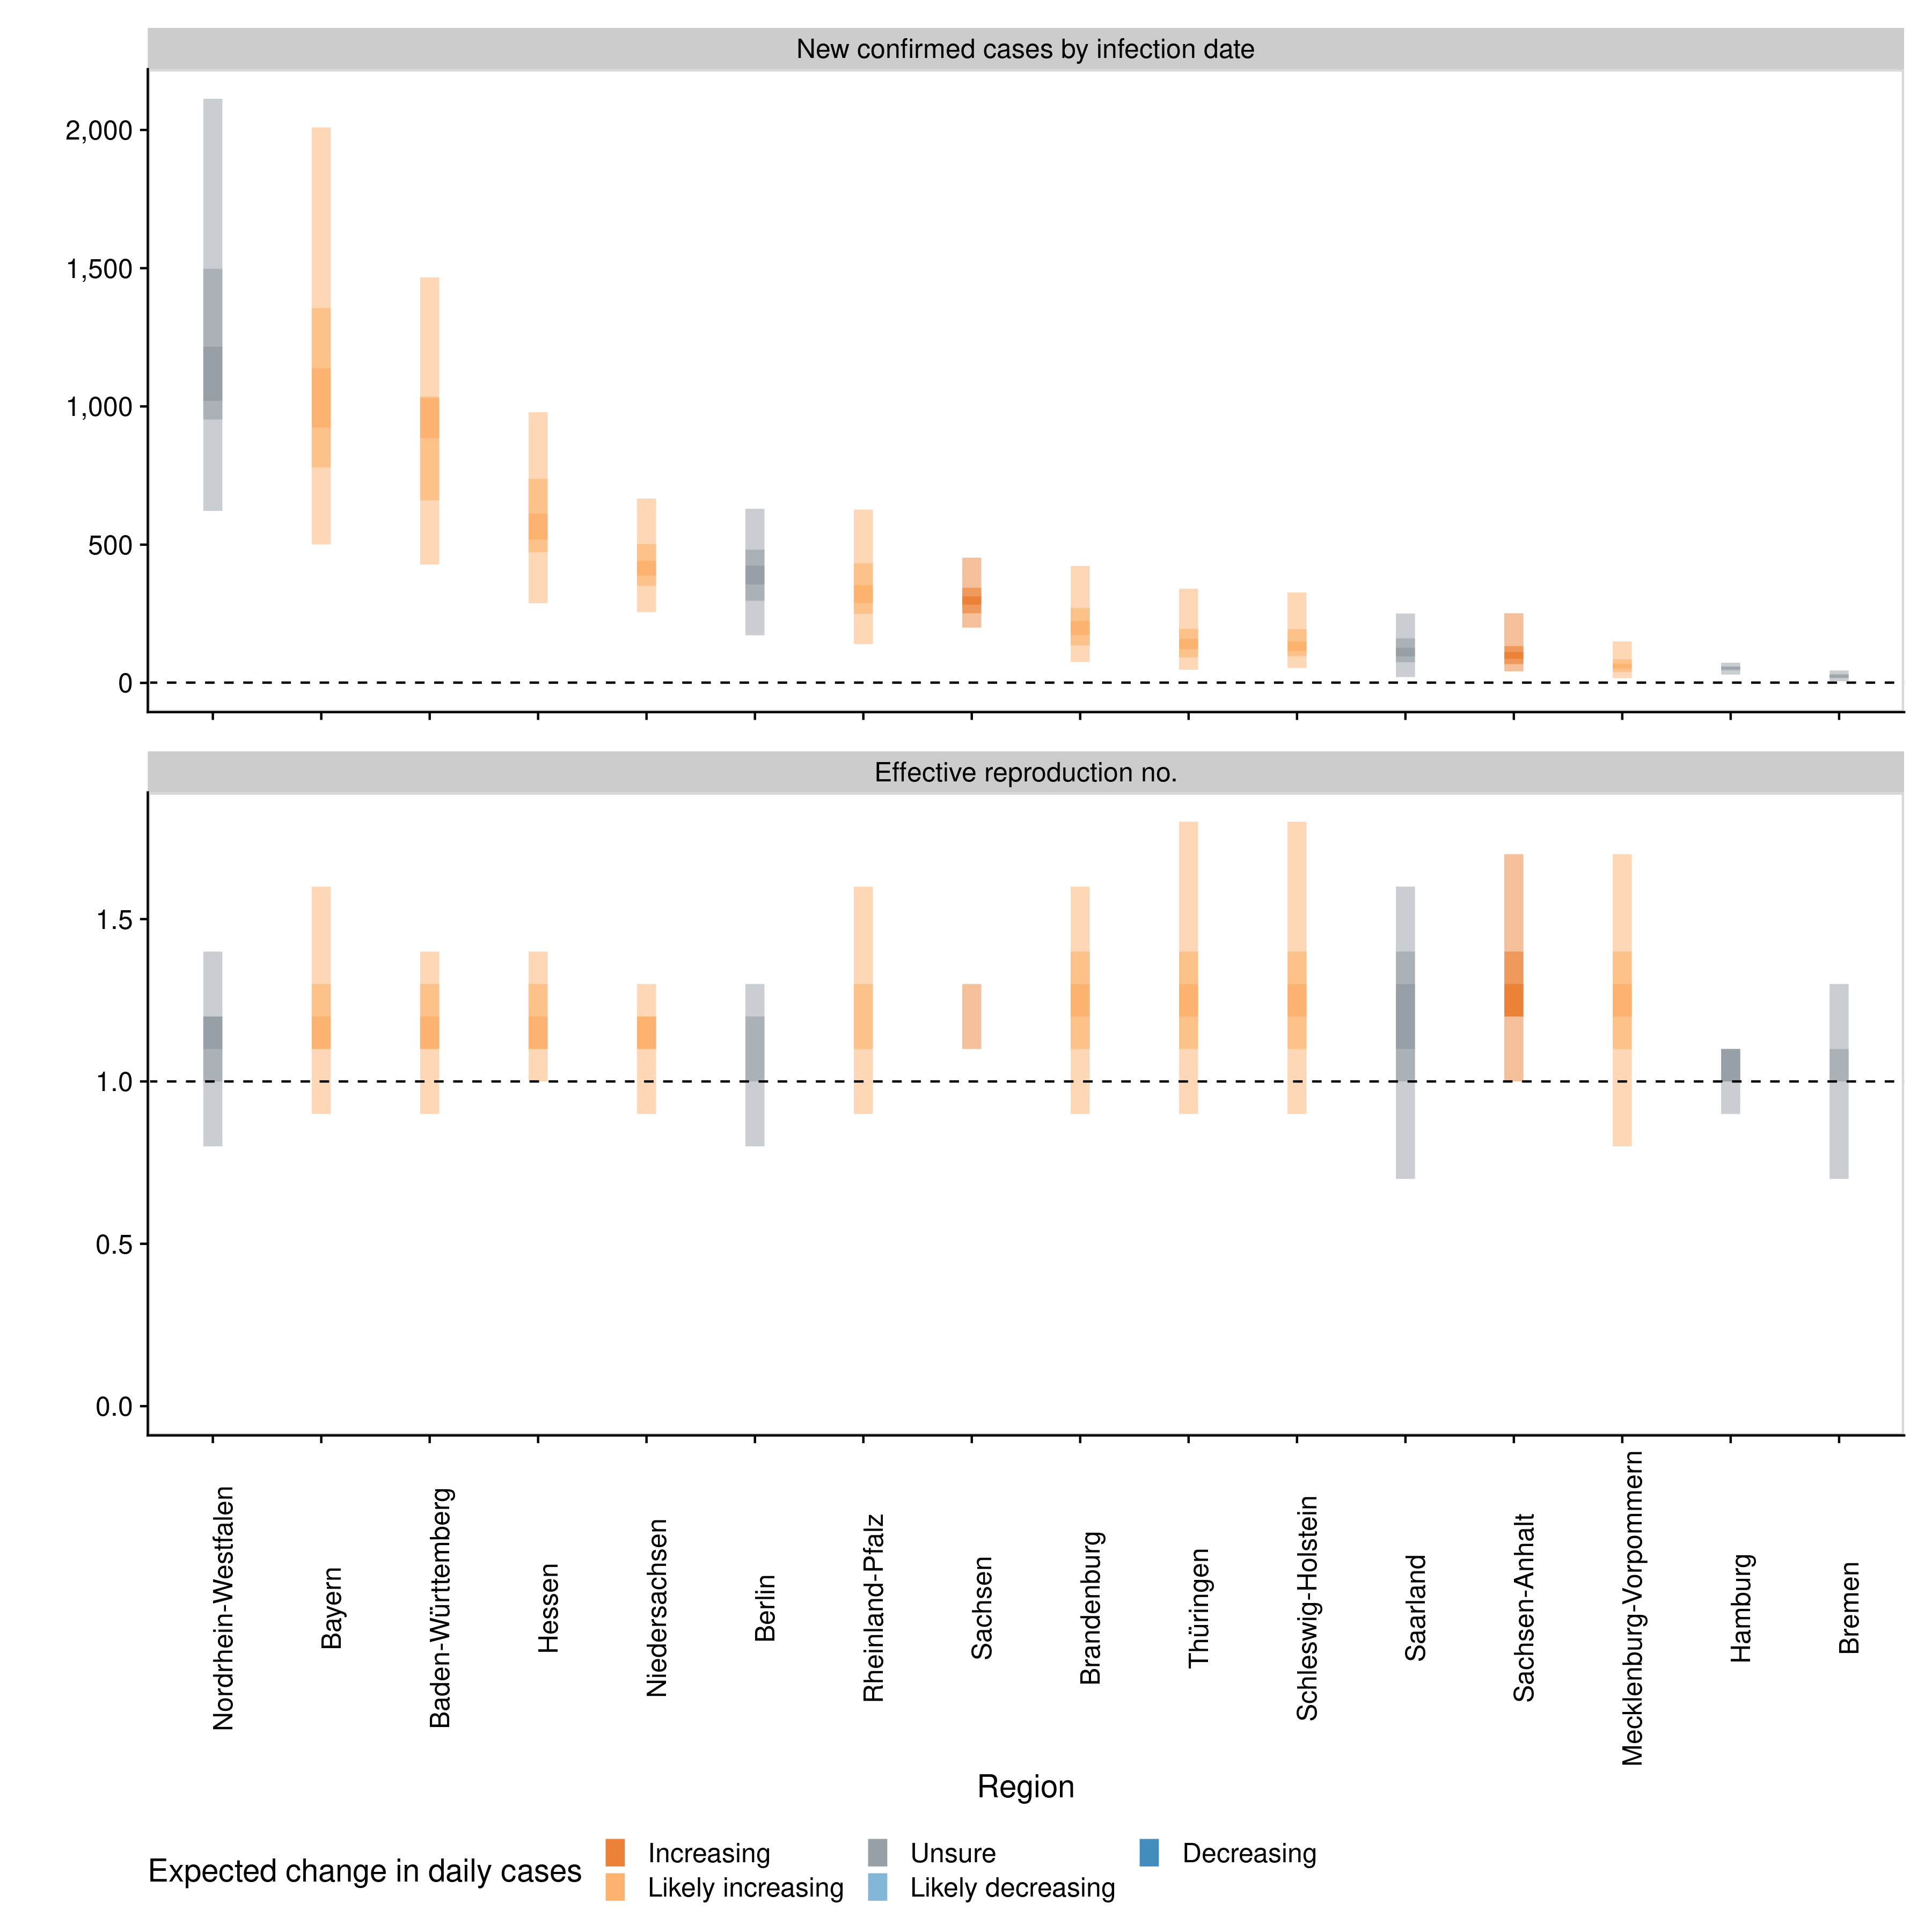 New confirmed cases by infection date
2,000
1,500
1,000
500
0
Effective reproduction no.
1.5
1.0
0.5
0.0
Nordrhein-Westfalen
Bayern
Baden-Württemberg
Hessen
Niedersachsen
Berlin
Rheinland-Pfalz
Sachsen
Brandenburg
Thüringen
Schleswig-Holstein
Saarland
Sachsen-Anhalt
Mecklenburg-Vorpommern
Hamburg
Bremen
Region
Expected change in daily cases
Increasing
Likely increasing
Unsure
Likely decreasing
Decreasing